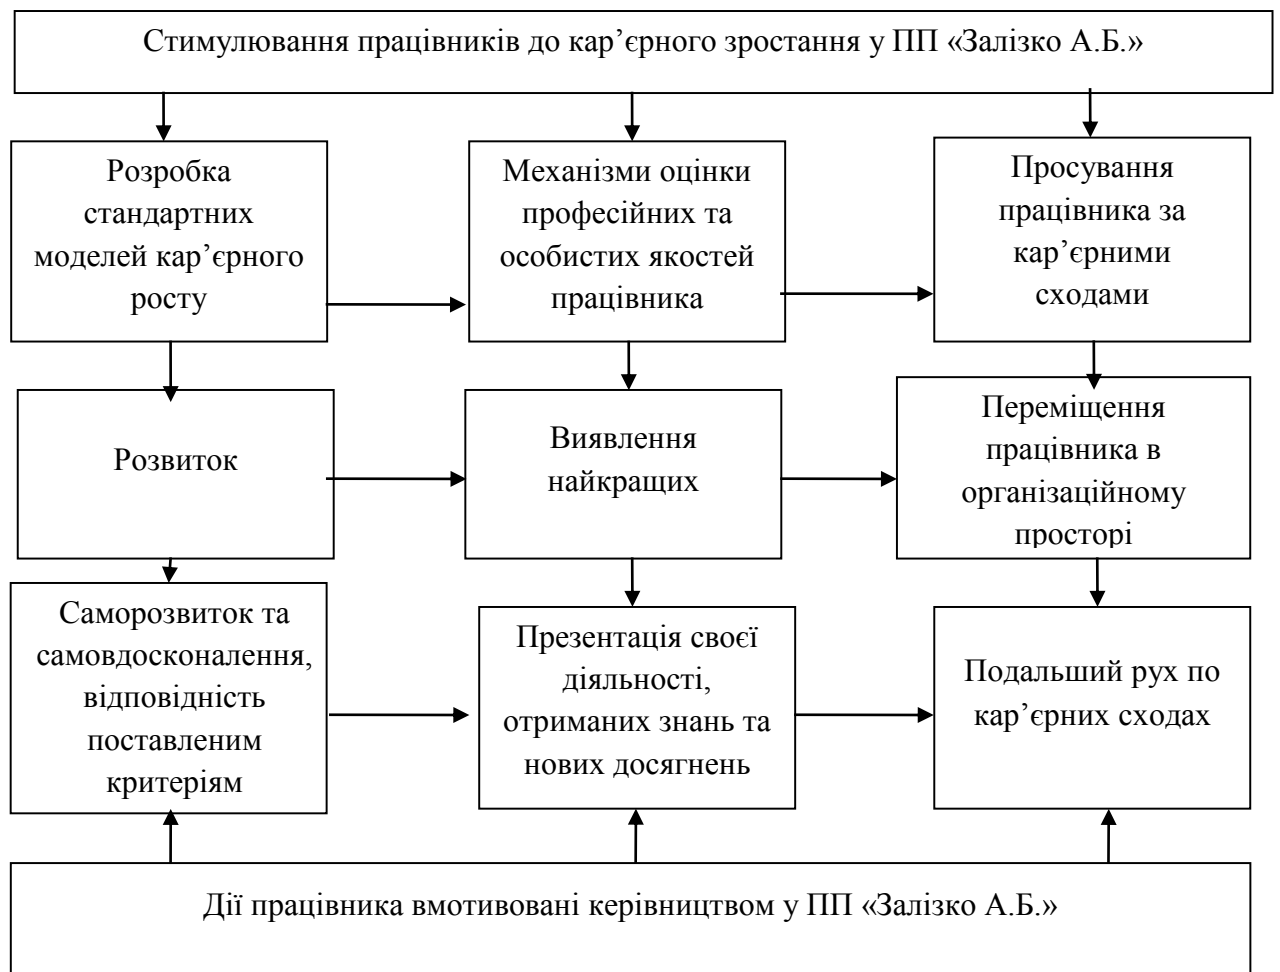 Стимулювання працівників до кар’єрного зростання у ПП «Залізко А.Б.»
Розробка
стандартних
моделей кар’єрного
росту
Механізми оцінки
професійних та
особистих якостей
працівника
Просування
працівника за
кар’єрними
сходами
Розвиток
Виявлення
найкращих
Переміщення
працівника в
організаційному
просторі
Саморозвиток та
самовдосконалення,
відповідність
поставленим
критеріям
Презентація своєї
діяльності,
отриманих знань та
нових досягнень
Подальший рух по
кар’єрних сходах
Дії працівника вмотивовані керівництвом у ПП «Залізко А.Б.»